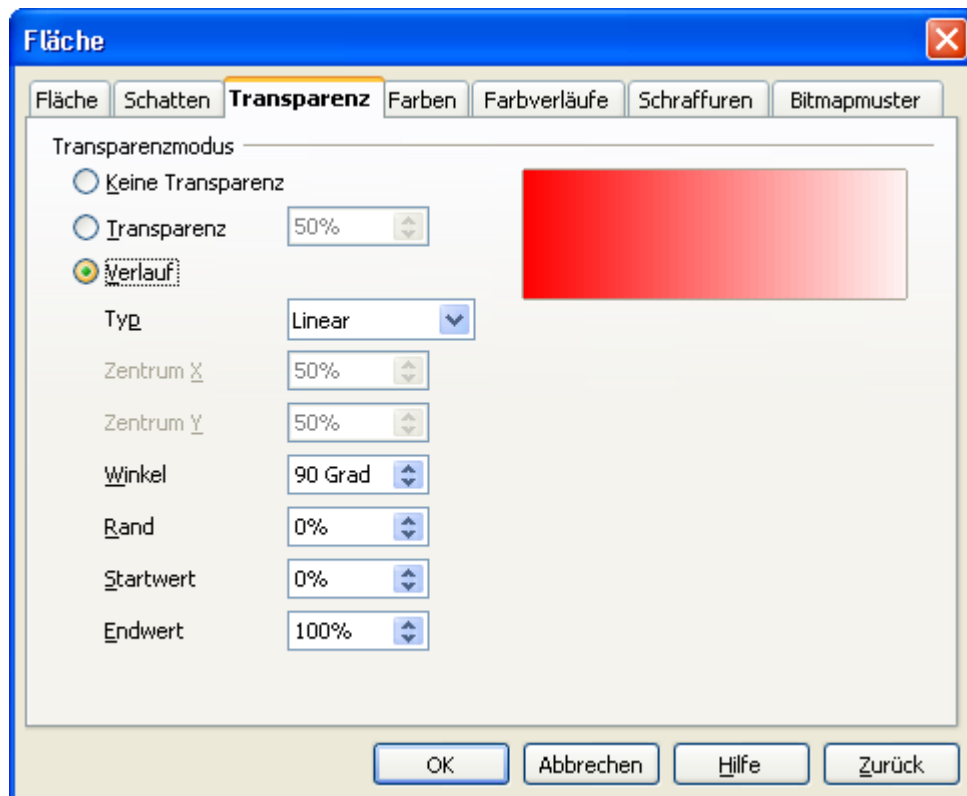 Fläche
Fläche Schatten Transparenz Farben Farbverläufe Schraffuren Bitmapmuster
Transparenzmodus
Keine Transparenz
Transparenz 50%
Verlauf
Typ Linear
Zentrum X 50%
Zentrum Y 50%
Winkel 90 Grad
Rand 0%
Startwert 0%
Endwert 100%
OK Abbrechen Hilfe Zurück